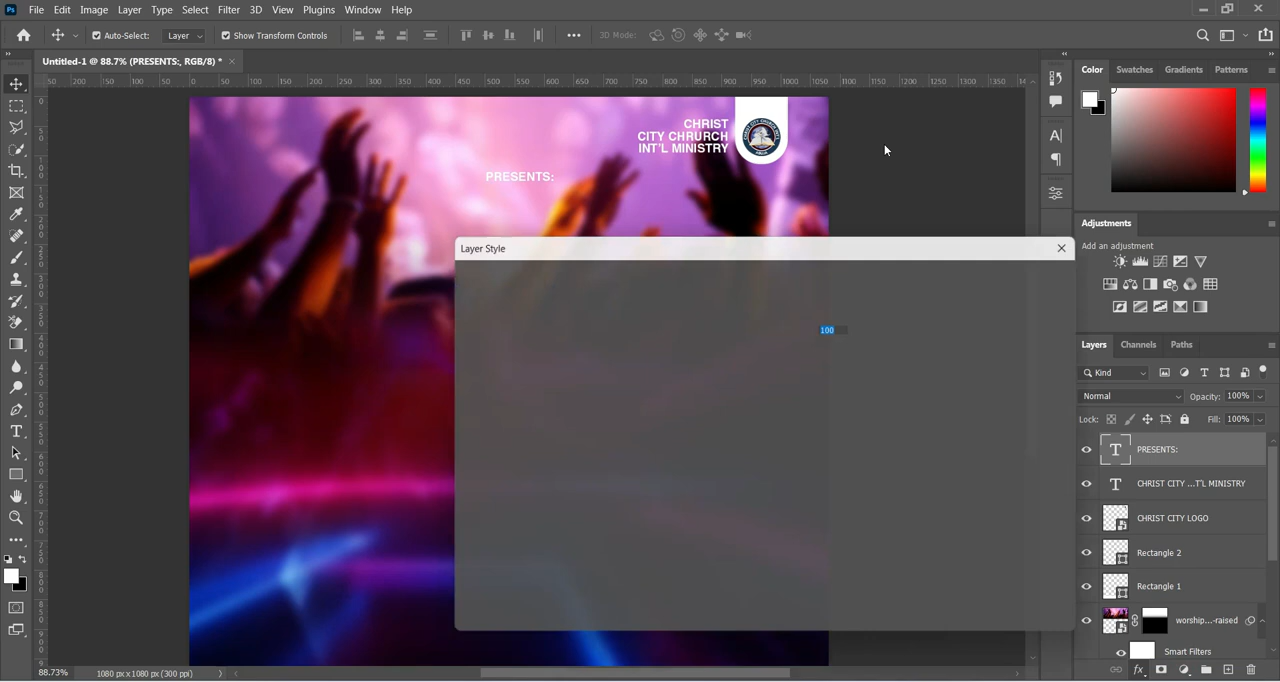 File Edit Image Layer Type Select Filter 3D View Plugins Window Help
Auto-Select: Layer Show Transform Controls 3D Mode:
Untitled-1 @ 88.7% (PRESENTS:, RGB/8) *
CHRIST
CITY CHRURCH
INT'L MINISTRY
PRESENTS:
Layer Style
100
Color Swatches Gradients Patterns
Adjustments
Add an adjustment
Layers Channels Paths
Kind
Normal Opacity: 100%
Lock: Fill: 100%
PRESENTS:
CHRIST CITY ...T'L MINISTRY
CHRIST CITY LOGO
Rectangle 2
Rectangle 1
worship...-raised
Smart Filters
88.73% 1080 px x 1080 px (300 ppi)